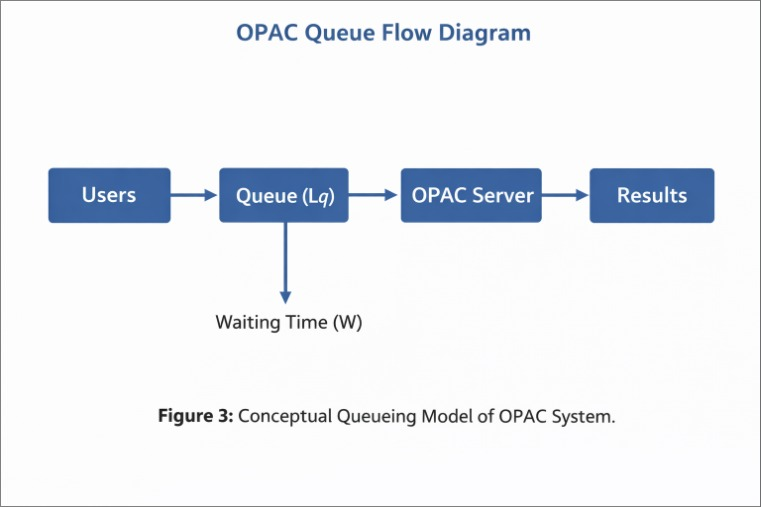 OPAC Queue Flow Diagram
Users
Queue (Lq)
OPAC Server
Results
Waiting Time (W)
Figure 3: Conceptual Queueing Model of OPAC System.